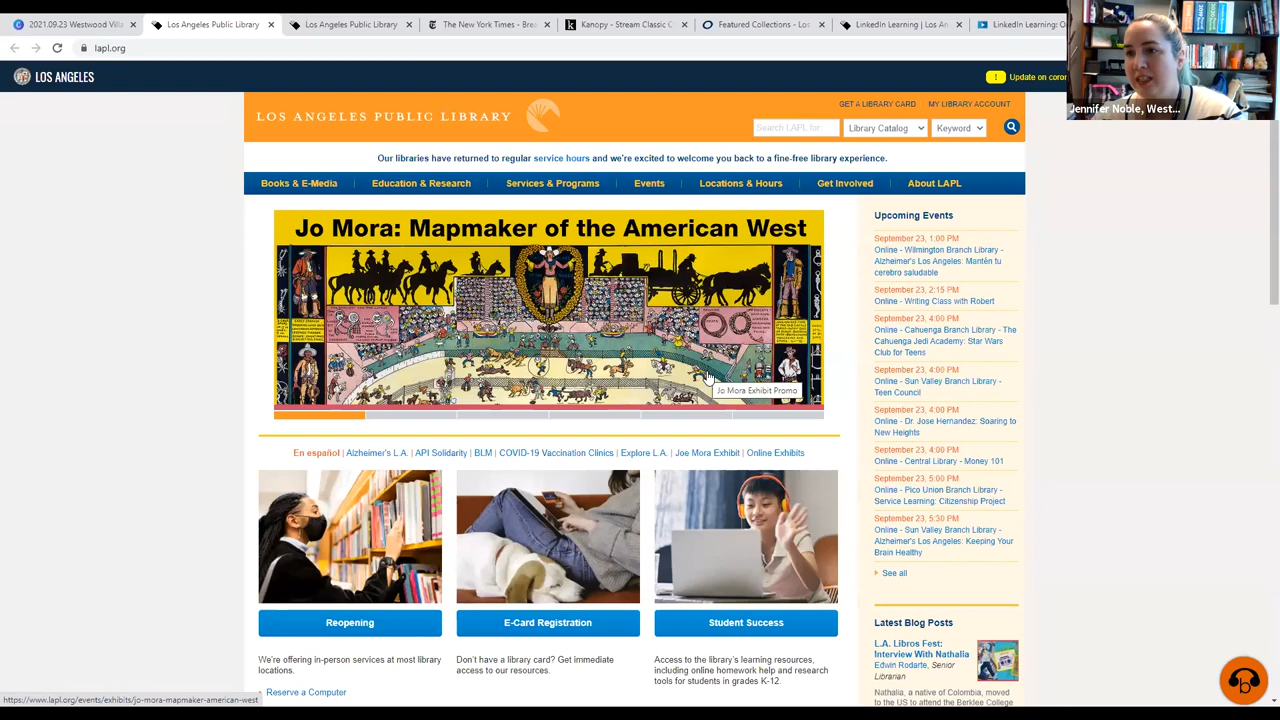 2021.09.23 Westwood Villa
Los Angeles Public Library
Los Angeles Public Library
The New York Times - Brea
Kanopy - Stream Classic C
Featured Collections - Los
LinkedIn Learning | Los An
LinkedIn Learning: O
lapl.org
LOS ANGELES
Update on coron
Jennifer Noble, West...
GET A LIBRARY CARD
MY LIBRARY ACCOUNT
LOS ANGELES PUBLIC LIBRARY
Search LAPL for:
Library Catalog
Keyword
Our libraries have returned to regular service hours and we're excited to welcome you back to a fine-free library experience.
Books & E-Media
Education & Research
Services & Programs
Events
Locations & Hours
Get Involved
About LAPL
Jo Mora: Mapmaker of the American West
Jo Mora Exhibit Promo
En español | Alzheimer's L.A. | API Solidarity | BLM | COVID-19 Vaccination Clinics | Explore L.A. | Joe Mora Exhibit | Online Exhibits
Reopening
E-Card Registration
Student Success
We're offering in-person services at most library
locations.
Reserve a Computer
Don't have a library card? Get immediate
access to our resources.
Access to the library's learning resources,
including online homework help and research
tools for students in grades K-12.
Upcoming Events
September 23, 1:00 PM
Online - Wilmington Branch Library -
Alzheimer's Los Angeles: Mantén tu
cerebro saludable
September 23, 2:15 PM
Online - Writing Class with Robert
September 23, 4:00 PM
Online - Cahuenga Branch Library - The
Cahuenga Jedi Academy: Star Wars
Club for Teens
September 23, 4:00 PM
Online - Sun Valley Branch Library -
Teen Council
September 23, 4:00 PM
Online - Dr. Jose Hernandez: Soaring to
New Heights
September 23, 4:00 PM
Online - Central Library - Money 101
September 23, 5:00 PM
Online - Pico Union Branch Library -
Service Learning: Citizenship Project
September 23, 5:30 PM
Online - Sun Valley Branch Library -
Alzheimer's Los Angeles: Keeping Your
Brain Healthy
See all
Latest Blog Posts
L.A. Libros Fest:
Interview With Nathalia
Edwin Rodarte, Senior
Librarian
Nathalia, a native of Colombia, moved
to the US to attend the Berklee College
https://www.lapl.org/events/exhibits/jo-mora-mapmaker-american-west